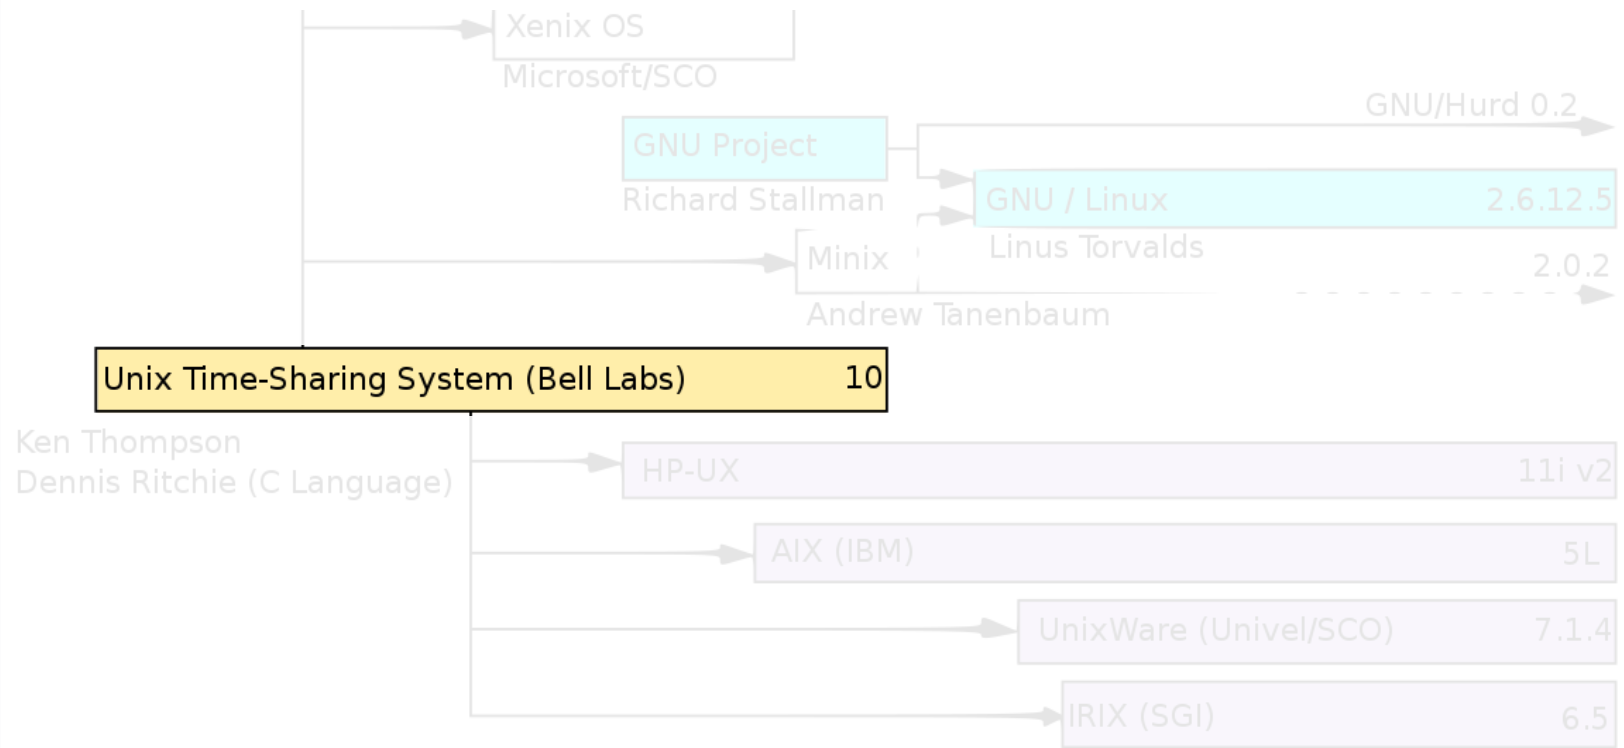 Xenix OS
Microsoft/SCO
GNU/Hurd 0.2
GNU Project
Richard Stallman
GNU / Linux 2.6.12.5
Linus Torvalds
Minix 2.0.2
Andrew Tanenbaum
Unix Time-Sharing System (Bell Labs) 10
Ken Thompson
Dennis Ritchie (C Language)
HP-UX 11i v2
AIX (IBM) 5L
UnixWare (Univel/SCO) 7.1.4
IRIX (SGI) 6.5